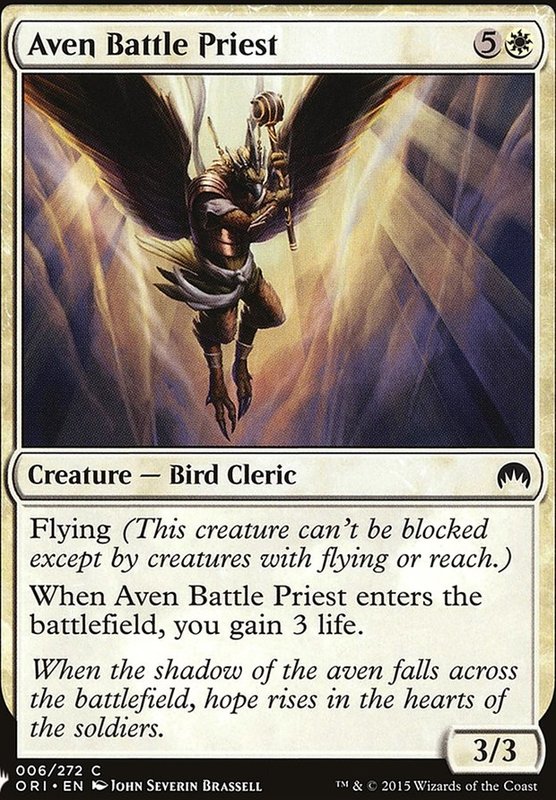 Aven Battle Priest 5
Creature — Bird Cleric
Flying (This creature can't be blocked
except by creatures with flying or reach.)
When Aven Battle Priest enters the
battlefield, you gain 3 life.
When the shadow of the aven falls across
the battlefield, hope rises in the hearts of
the soldiers.
3/3
006/272 C
ORI • EN John Severin Brassell
™ & © 2015 Wizards of the Coast